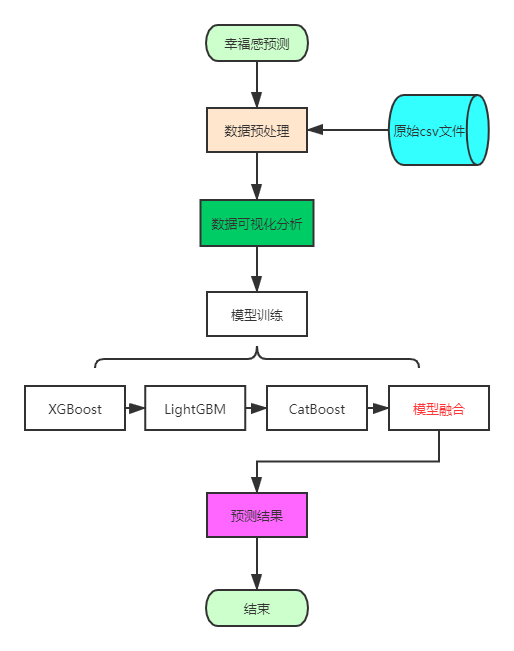 幸福感预测
数据预处理
原始csv文件
数据可视化分析
模型训练
XGBoost
LightGBM
CatBoost
模型融合
预测结果
结束